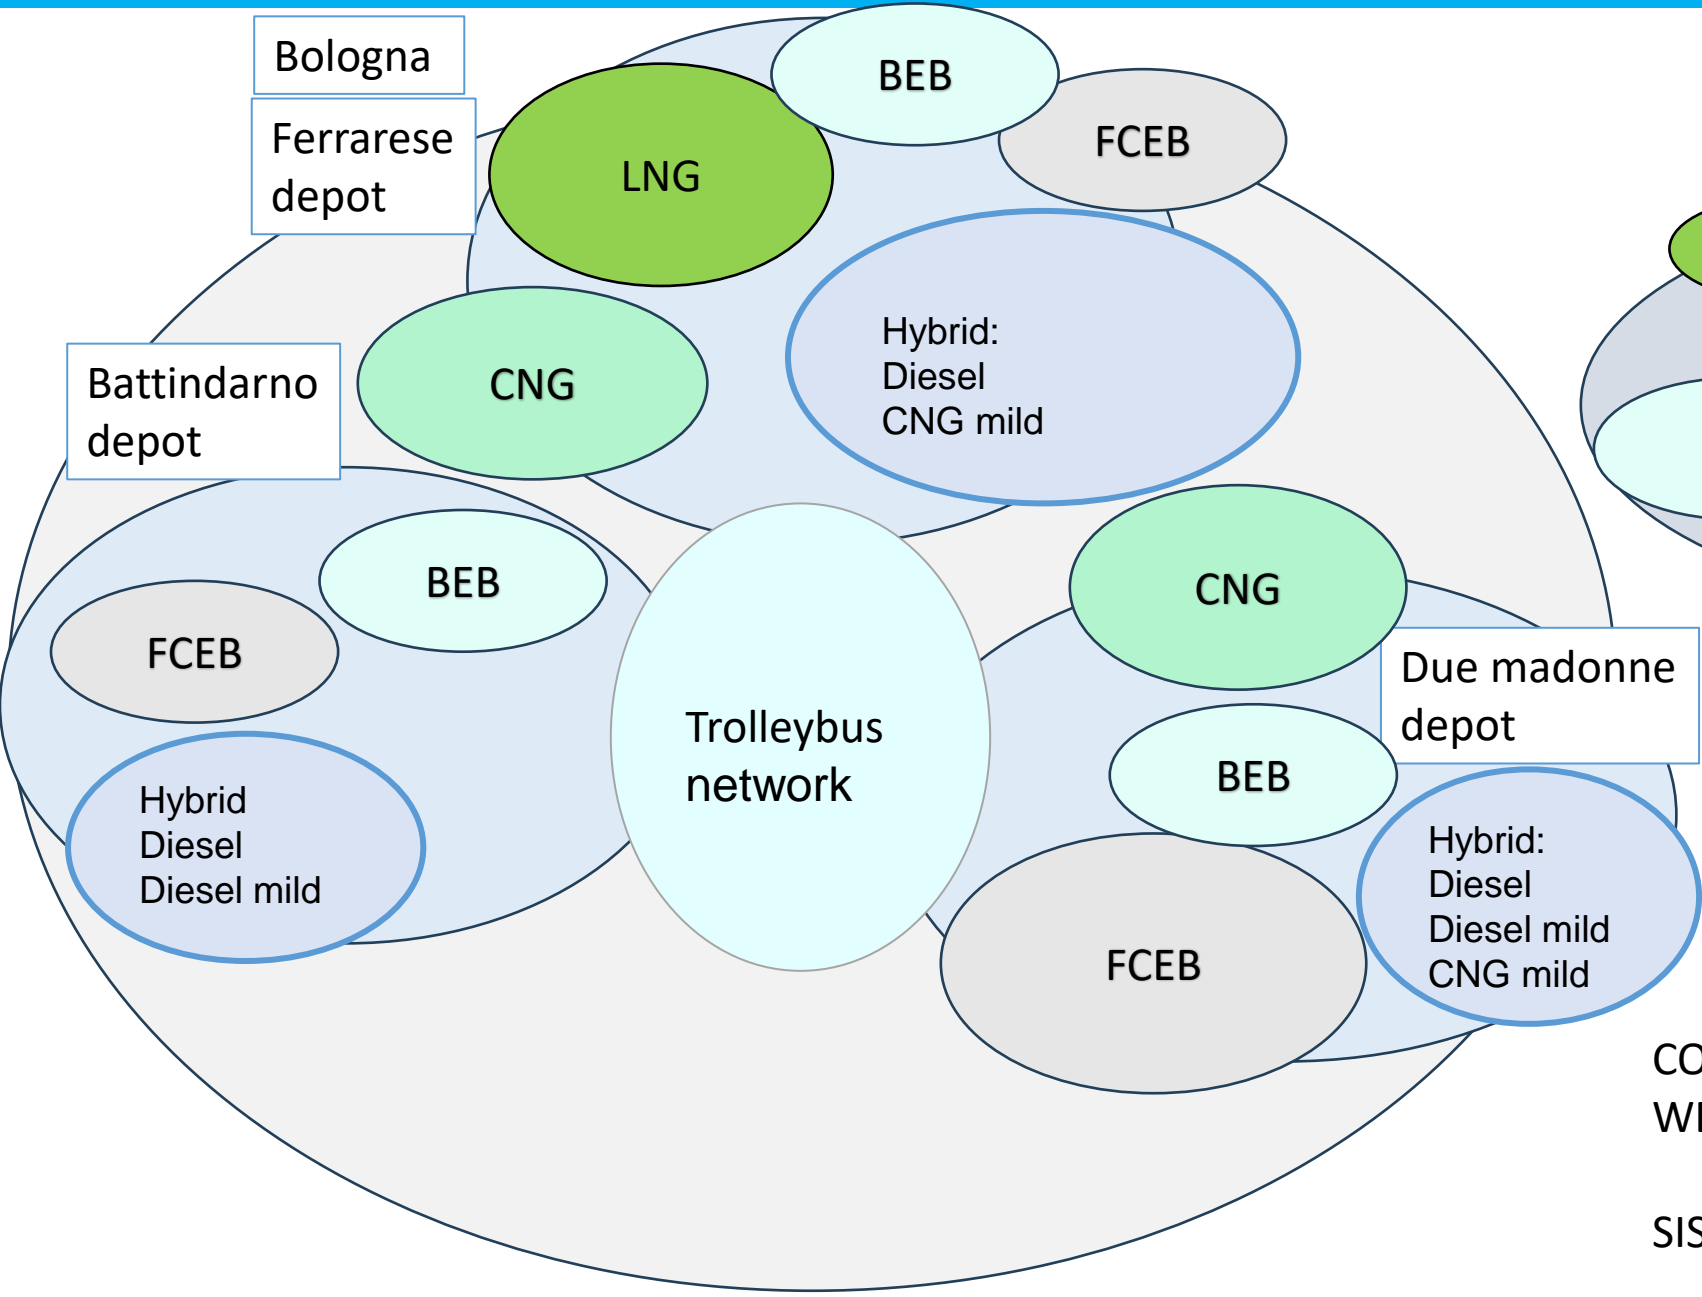 Bologna
Ferrarese
depot
BEB
FCEB
LNG
Hybrid:
Diesel
CNG mild
CNG
Battindarno
depot
BEB
FCEB
Hybrid
Diesel
Diesel mild
Trolleybus
network
CNG
Due madonne
depot
BEB
Hybrid:
Diesel
Diesel mild
CNG mild
FCEB